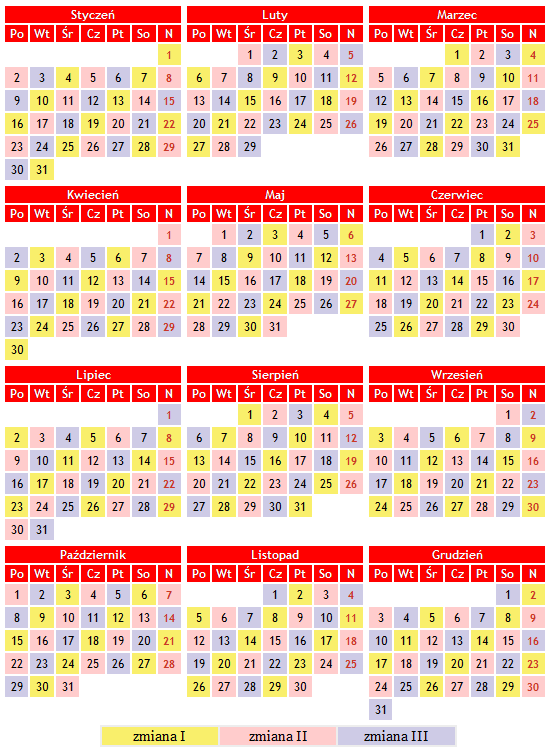 Styczeń Luty Marzec
Po Wt Śr Cz Pt So N Po Wt Śr Cz Pt So N Po Wt Śr Cz Pt So N
1 1 2 3 4 5 1 2 3 4
2 3 4 5 6 7 8 6 7 8 9 10 11 12 5 6 7 8 9 10 11
9 10 11 12 13 14 15 13 14 15 16 17 18 19 12 13 14 15 16 17 18
16 17 18 19 20 21 22 20 21 22 23 24 25 26 19 20 21 22 23 24 25
23 24 25 26 27 28 29 27 28 29 26 27 28 29 30 31
30 31
Kwiecień Maj Czerwiec
Po Wt Śr Cz Pt So N Po Wt Śr Cz Pt So N Po Wt Śr Cz Pt So N
1 1 2 3 4 5 6 1 2 3
2 3 4 5 6 7 8 7 8 9 10 11 12 13 4 5 6 7 8 9 10
9 10 11 12 13 14 15 14 15 16 17 18 19 20 11 12 13 14 15 16 17
16 17 18 19 20 21 22 21 22 23 24 25 26 27 18 19 20 21 22 23 24
23 24 25 26 27 28 29 28 29 30 31 25 26 27 28 29 30
30
Lipiec Sierpień Wrzesień
Po Wt Śr Cz Pt So N Po Wt Śr Cz Pt So N Po Wt Śr Cz Pt So N
1 1 2 3 4 5 1 2
2 3 4 5 6 7 8 6 7 8 9 10 11 12 3 4 5 6 7 8 9
9 10 11 12 13 14 15 13 14 15 16 17 18 19 10 11 12 13 14 15 16
16 17 18 19 20 21 22 20 21 22 23 24 25 26 17 18 19 20 21 22 23
23 24 25 26 27 28 29 27 28 29 30 31 24 25 26 27 28 29 30
30 31
Październik Listopad Grudzień
Po Wt Śr Cz Pt So N Po Wt Śr Cz Pt So N Po Wt Śr Cz Pt So N
1 2 3 4 5 6 7 1 2 3 4 1 2
8 9 10 11 12 13 14 5 6 7 8 9 10 11 3 4 5 6 7 8 9
15 16 17 18 19 20 21 12 13 14 15 16 17 18 10 11 12 13 14 15 16
22 23 24 25 26 27 28 19 20 21 22 23 24 25 17 18 19 20 21 22 23
29 30 31 26 27 28 29 30 24 25 26 27 28 29 30
31
zmiana I zmiana II zmiana III